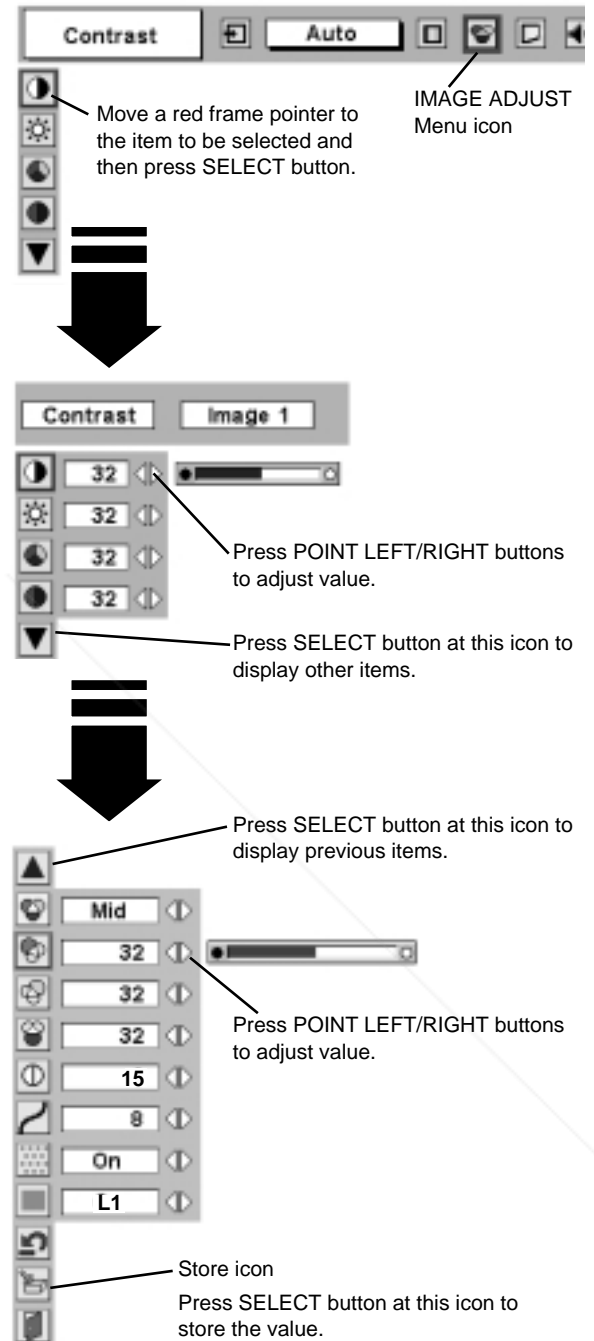 Contrast Auto
Move a red frame pointer to
the item to be selected and
then press SELECT button.
IMAGE ADJUST
Menu icon
Contrast Image 1
32
32
32
32
Press POINT LEFT/RIGHT buttons
to adjust value.
Press SELECT button at this icon to
display other items.
Press SELECT button at this icon to
display previous items.
Mid
32
32
32
15
8
On
L1
Press POINT LEFT/RIGHT buttons
to adjust value.
Store icon
Press SELECT button at this icon to
store the value.